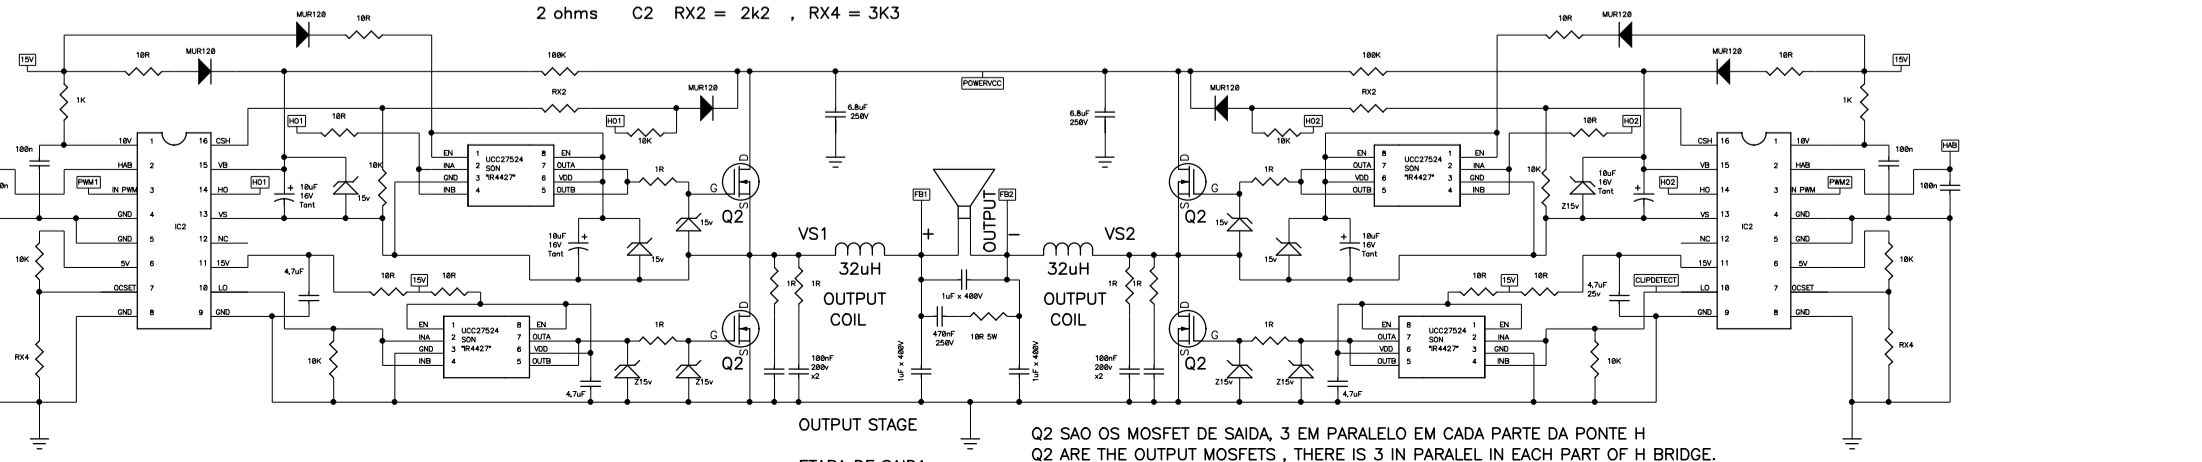 2 ohms C2 RX2 = 2k2 , RX4 = 3K3
MUR120 10R
10R MUR120
15V
MUR120 10R
100K
POWERVCC
100K
MUR120 10R
15V
1K
RX2
MUR120
6.8uF
250V
6.8uF
250V
MUR120
RX2
1K
HO1 10R
HO1
10K
HO2
10K
10R HO2
100n
10V 1
HAB 2
IN PWM 3
GND 4
GND 5
5V 6
OCSET 7
GND 8
IC2
16 CSH
15 VB
14 HO
13 VS
12 NC
11 15V
10 LO
9 GND
PWM1
HO1
10uF
16V
Tant
15v
10K
EN 1
INA 2
GND 3
INB 4
UCC27524
SON
"IR4427"
8 EN
7 OUTA
6 VDD
5 OUTB
1R
G
D
S
Q2
15v
10uF
16V
Tant
15v
VS1
32uH
OUTPUT
COIL
FB1
+
OUTPUT
FB2
-
VS2
32uH
OUTPUT
COIL
1uF x 400V
470nF
250V
10R 5W
1uF x 400V
1uF x 400V
1R
1R
100nF
200v
x2
1R
1R
100nF
200v
x2
10K
RX4
4,7uF
10R
15V
10R
10K
EN 1
INA 2
GND 3
INB 4
UCC27524
SON
"IR4427"
8 EN
7 OUTA
6 VDD
5 OUTB
4,7uF
1R
Z15v
Z15v
G
D
S
Q2
D
S
G
Q2
1R
15v
EN 8
OUTA 7
VDD 6
OUTB 5
UCC27524
SON
"IR4427"
1 EN
2 INA
3 GND
4 INB
10K
10uF
16V
Tant
Z15v
HO2
15v
10uF
16V
Tant
CSH 16
VB 15
HO 14
VS 13
NC 12
15V 11
LO 10
GND 9
IC2
1 10V
2 HAB
3 IN PWM
4 GND
5 GND
6 5V
7 OCSET
8 GND
100n
HAB
100n
PWM2
10K
RX4
10R
15V
10R
4,7uF
25v
CLIPDETECT
D
S
G
Q2
1R
Z15v
Z15v
EN 8
OUTA 7
VDD 6
OUTB 5
UCC27524
SON
"IR4427"
1 EN
2 INA
3 GND
4 INB
4,7uF
10K
OUTPUT STAGE
Q2 SAO OS MOSFET DE SAIDA, 3 EM PARALELO EM CADA PARTE DA PONTE H
Q2 ARE THE OUTPUT MOSFETS , THERE IS 3 IN PARALEL IN EACH PART OF H BRIDGE.